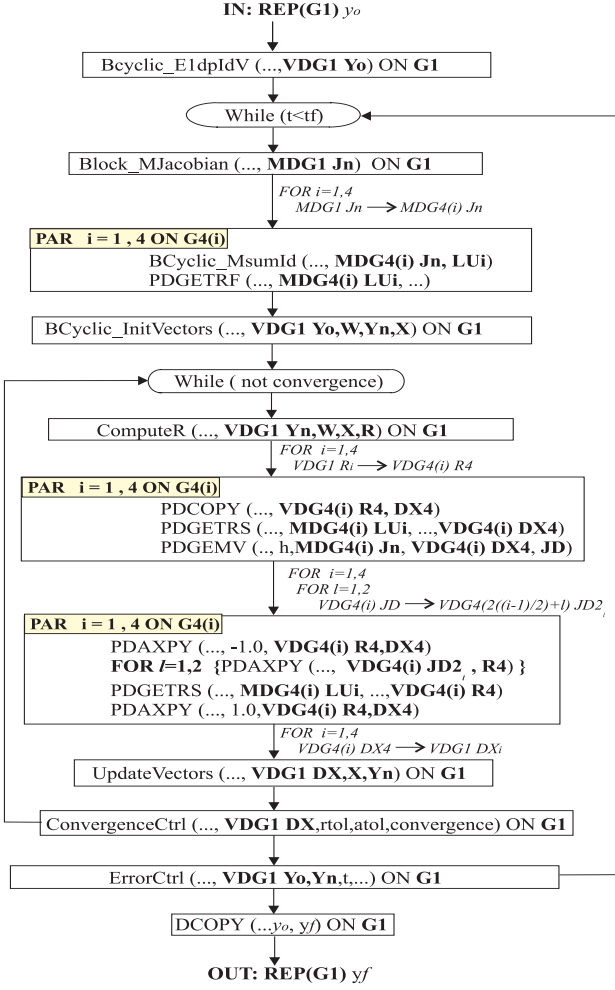 IN: REP(G1) yo
Bcyclic_E1dpIdV (...,VDG1 Yo) ON G1
While (t<tf)
Block_MJacobian (..., MDG1 Jn) ON G1
FOR i=1,4
MDG1 Jn → MDG4(i) Jn
PAR i = 1 , 4 ON G4(i)
BCyclic_MsumId (..., MDG4(i) Jn, LUi)
PDGETRF (..., MDG4(i) LUi, ...)
BCyclic_InitVectors (..., VDG1 Yo,W,Yn,X) ON G1
While ( not convergence)
ComputeR (..., VDG1 Yn,W,X,R) ON G1
FOR i=1,4
VDG1 Ri → VDG4(i) R4
PAR i = 1 , 4 ON G4(i)
PDCOPY (..., VDG4(i) R4, DX4)
PDGETRS (..., MDG4(i) LUi, ...,VDG4(i) DX4)
PDGEMV (.., h,MDG4(i) Jn, VDG4(i) DX4, JD)
FOR i=1,4
FOR l=1,2
VDG4(i) JD → VDG4(2((i-1)/2)+l) JD2l
PAR i = 1 , 4 ON G4(i)
PDAXPY (..., -1.0, VDG4(i) R4,DX4)
FOR l=1,2 {PDAXPY (..., VDG4(i) JD2l , R4) }
PDGETRS (..., MDG4(i) LUi, ...,VDG4(i) R4)
PDAXPY (..., 1.0,VDG4(i) R4,DX4)
FOR i=1,4
VDG4(i) DX4 → VDG1 DXi
UpdateVectors (..., VDG1 DX,X,Yn) ON G1
ConvergenceCtrl (..., VDG1 DX,rtol,atol,convergence) ON G1
ErrorCtrl (..., VDG1 Yo,Yn,t,...) ON G1
DCOPY (...yo, yf) ON G1
OUT: REP(G1) yf